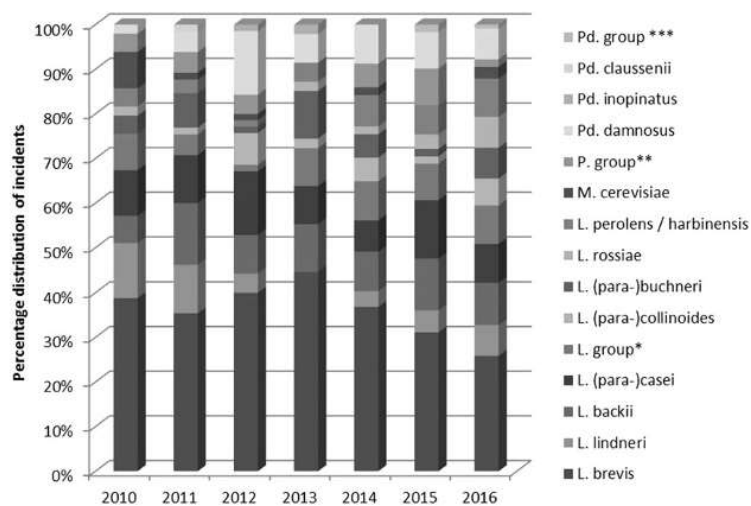 Percentage distribution of incidents
100%
90%
80%
70%
60%
50%
40%
30%
20%
10%
0%
2010 2011 2012 2013 2014 2015 2016
Pd. group ***
Pd. claussenii
Pd. inopinatus
Pd. damnosus
P. group**
M. cerevisiae
L. perolens / harbinensis
L. rossiae
L. (para-)buchneri
L. (para-)collinoides
L. group*
L. (para-)casei
L. backii
L. lindneri
L. brevis